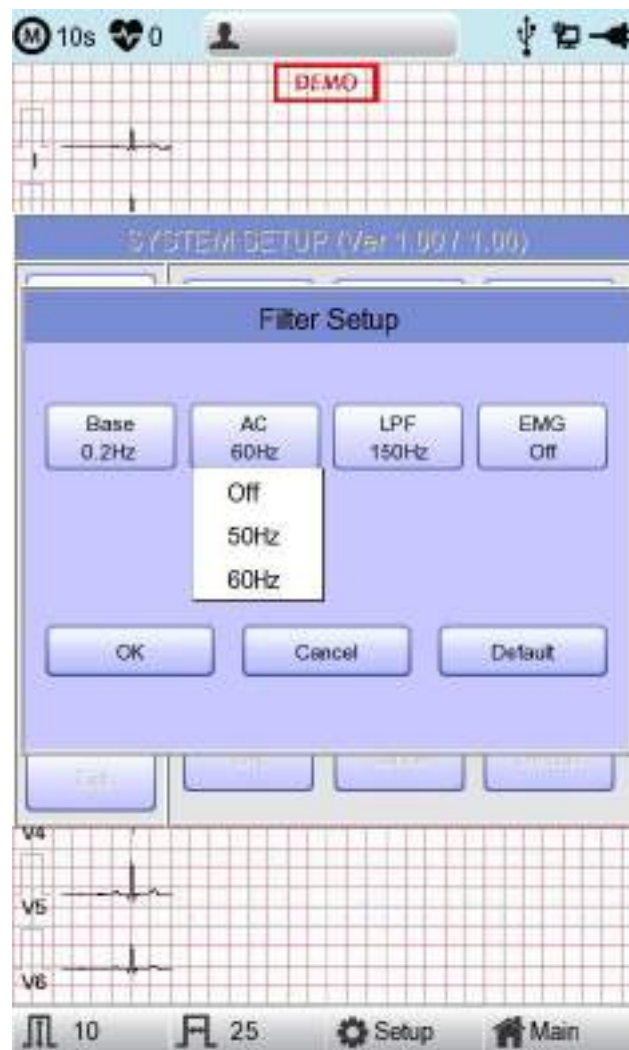 M 10s 0
DEMO
I
SYSTEM SETUP (Ver 1.00 / 1.00)
Filter Setup
Base AC LPF EMG
0.2Hz 60Hz 150Hz Off
Off
50Hz
60Hz
OK Cancel Default
V4
V5
V6
10 25 Setup Main